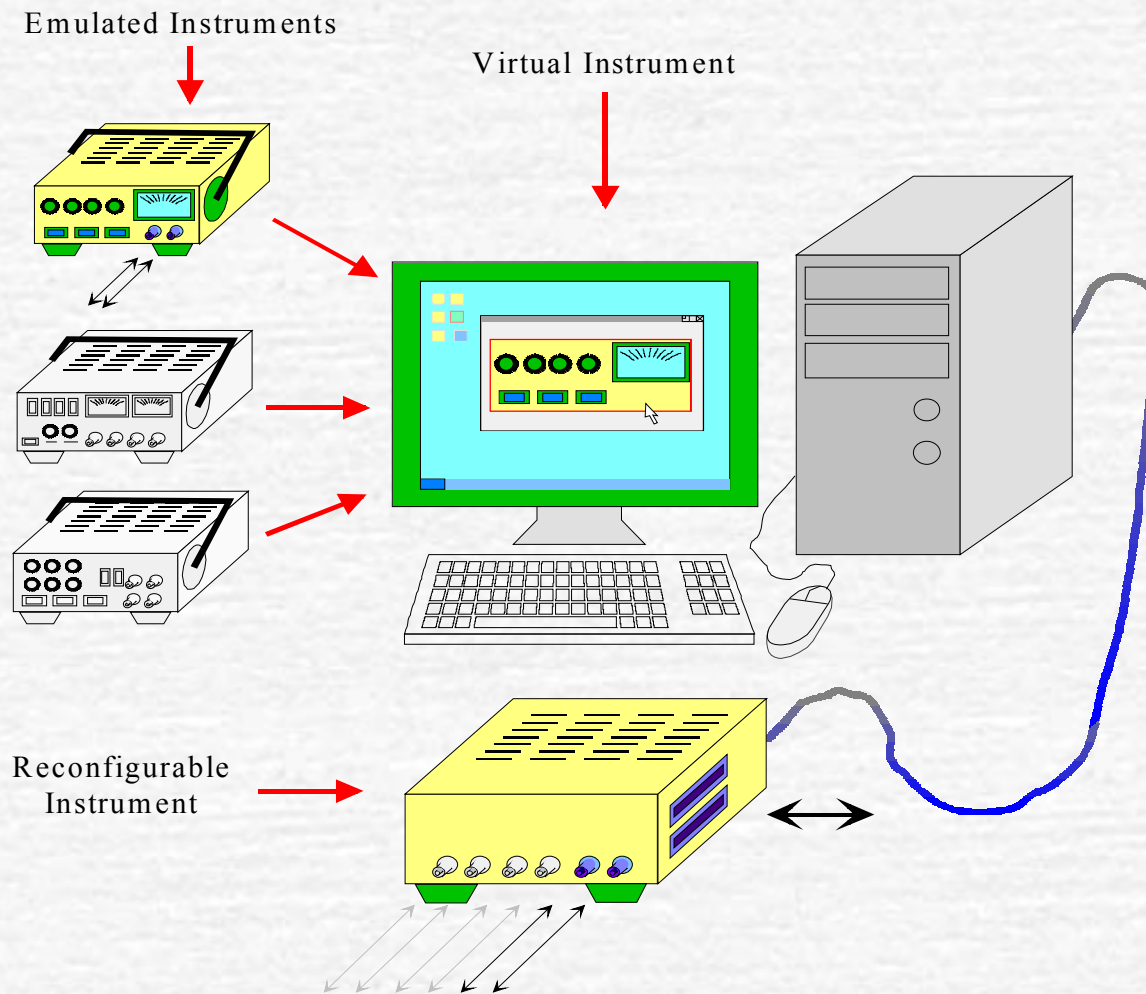 Emulated Instruments
Virtual Instrument
Reconfigurable
Instrument